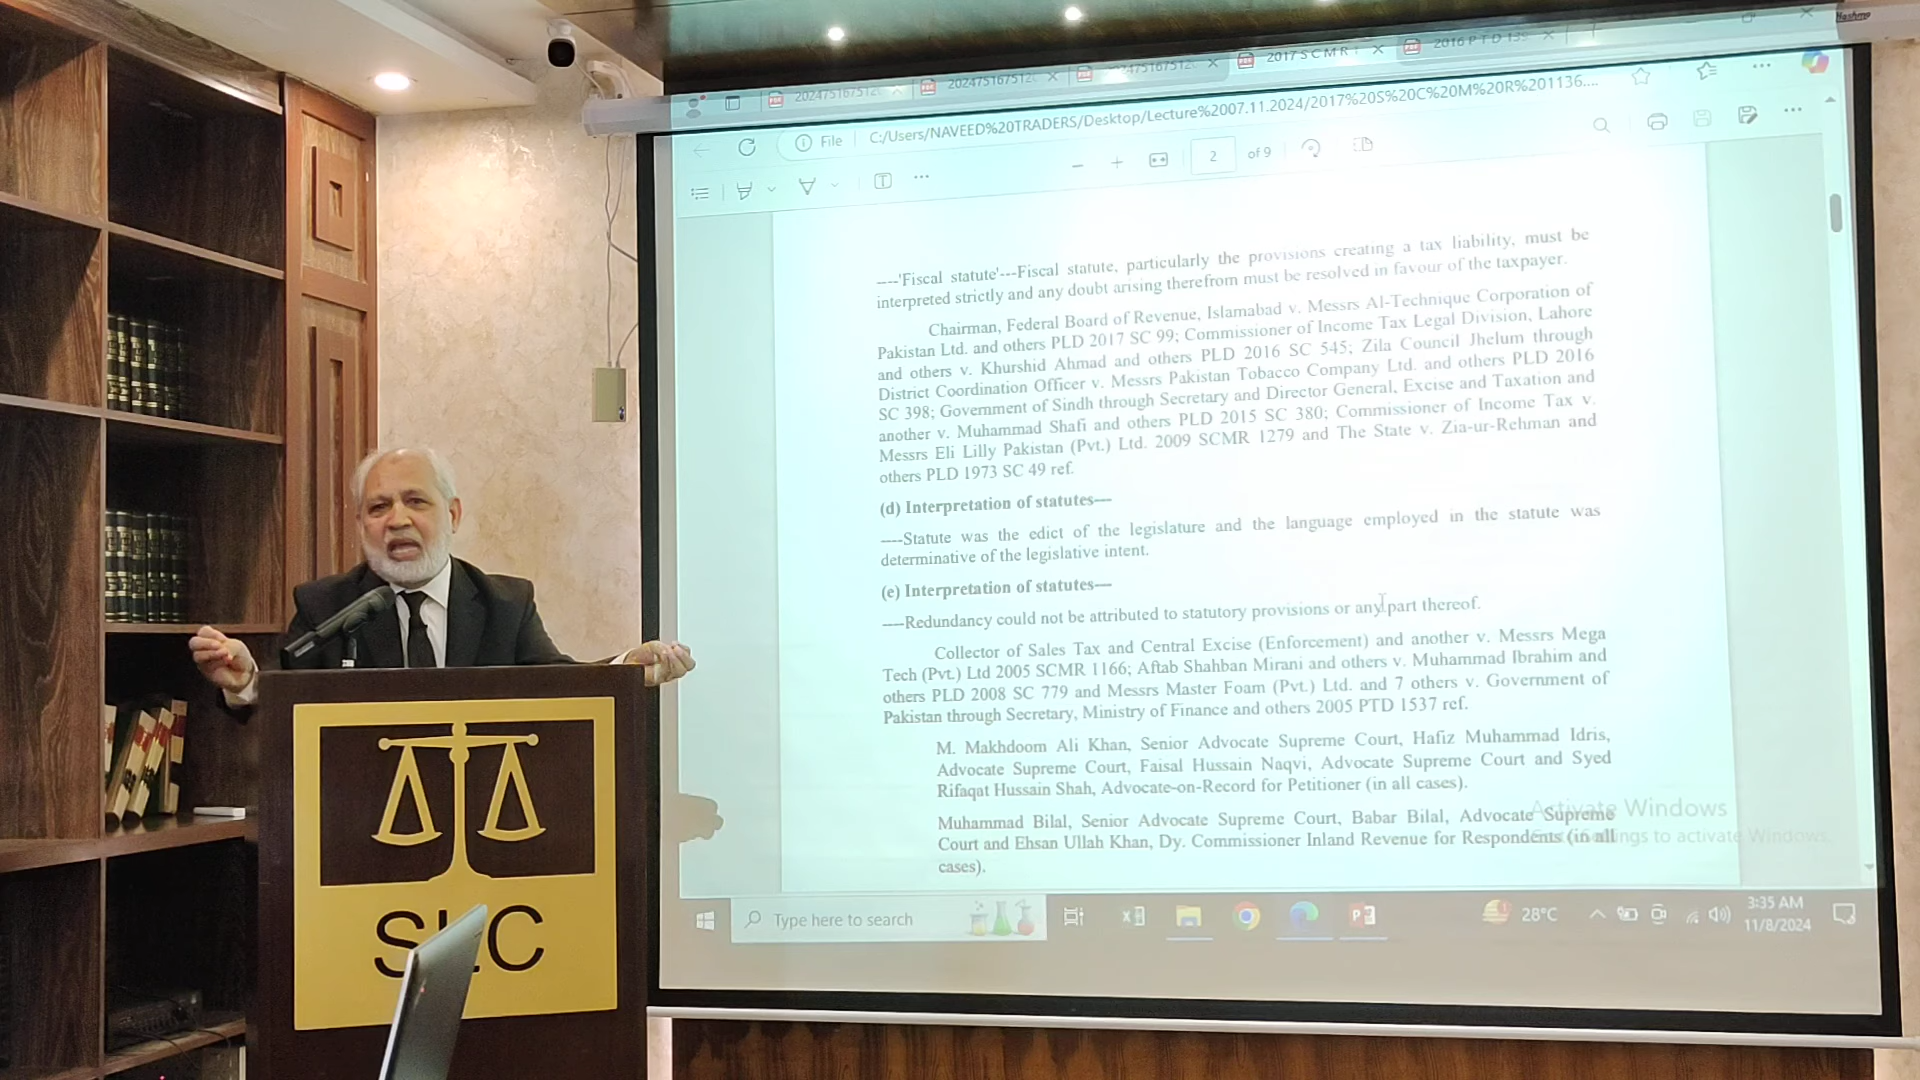 Hashmo
2024751675120
2024751675120
2024751675120
2017 S C M R
2016 P T D 139
File
C:/Users/NAVEED%20TRADERS/Desktop/Lecture%2007.11.2024/2017%20S%20C%20M%20R%201136....
2
of 9
----'Fiscal statute'---Fiscal statute, particularly the provisions creating a tax liability, must be
interpreted strictly and any doubt arising therefrom must be resolved in favour of the taxpayer.
Chairman, Federal Board of Revenue, Islamabad v. Messrs Al-Technique Corporation of
Pakistan Ltd. and others PLD 2017 SC 99; Commissioner of Income Tax Legal Division, Lahore
and others v. Khurshid Ahmad and others PLD 2016 SC 545; Zila Council Jhelum through
District Coordination Officer v. Messrs Pakistan Tobacco Company Ltd. and others PLD 2016
SC 398; Government of Sindh through Secretary and Director General, Excise and Taxation and
another v. Muhammad Shafi and others PLD 2015 SC 380; Commissioner of Income Tax v.
Messrs Eli Lilly Pakistan (Pvt.) Ltd. 2009 SCMR 1279 and The State v. Zia-ur-Rehman and
others PLD 1973 SC 49 ref.
(d) Interpretation of statutes---
----Statute was the edict of the legislature and the language employed in the statute was
determinative of the legislative intent.
(e) Interpretation of statutes---
----Redundancy could not be attributed to statutory provisions or any part thereof.
Collector of Sales Tax and Central Excise (Enforcement) and another v. Messrs Mega
Tech (Pvt.) Ltd 2005 SCMR 1166; Aftab Shahban Mirani and others v. Muhammad Ibrahim and
others PLD 2008 SC 779 and Messrs Master Foam (Pvt.) Ltd. and 7 others v. Government of
Pakistan through Secretary, Ministry of Finance and others 2005 PTD 1537 ref.
M. Makhdoom Ali Khan, Senior Advocate Supreme Court, Hafiz Muhammad Idris,
Advocate Supreme Court, Faisal Hussain Naqvi, Advocate Supreme Court and Syed
Rifaqat Hussain Shah, Advocate-on-Record for Petitioner (in all cases).
Muhammad Bilal, Senior Advocate Supreme Court, Babar Bilal, Advocate Supreme
Court and Ehsan Ullah Khan, Dy. Commissioner Inland Revenue for Respondents (in all
cases).
Activate Windows
to activate Windows.
Type here to search
28°C
3:35 AM
11/8/2024
SLC